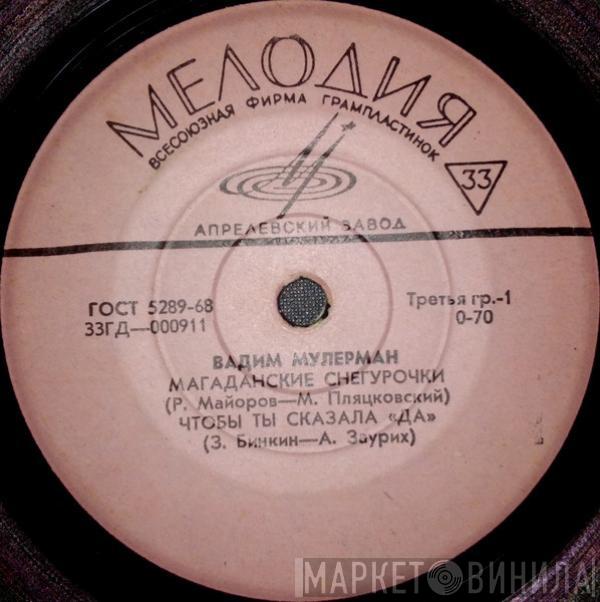 МЕЛОДИЯ
ВСЕСОЮЗНАЯ ФИРМА ГРАМПЛАСТИНОК
33
АПРЕЛЕВСКИЙ ЗАВОД
ГОСТ 5289-68
33ГД—000911
Третья гр.-1
0-70
ВАДИМ МУЛЕРМАН
МАГАДАНСКИЕ СНЕГУРОЧКИ
(Р. Майоров—М. Пляцковский)
ЧТОБЫ ТЫ СКАЗАЛА «ДА»
(З. Бинкин—А. Заурих)
МАРКЕТ ВИНИЛА